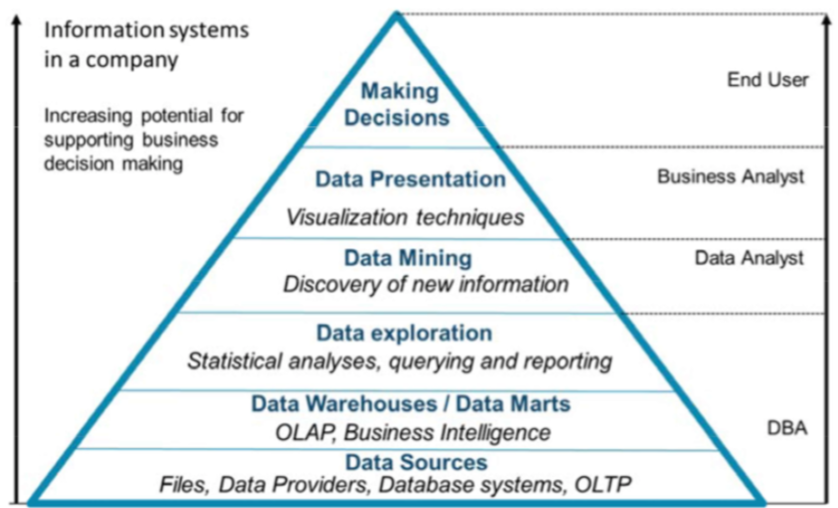 Information systems
in a company
Increasing potential for
supporting business
decision making
Making
Decisions
End User
Data Presentation
Visualization techniques
Business Analyst
Data Mining
Discovery of new information
Data Analyst
Data exploration
Statistical analyses, querying and reporting
Data Warehouses / Data Marts
OLAP, Business Intelligence
DBA
Data Sources
Files, Data Providers, Database systems, OLTP